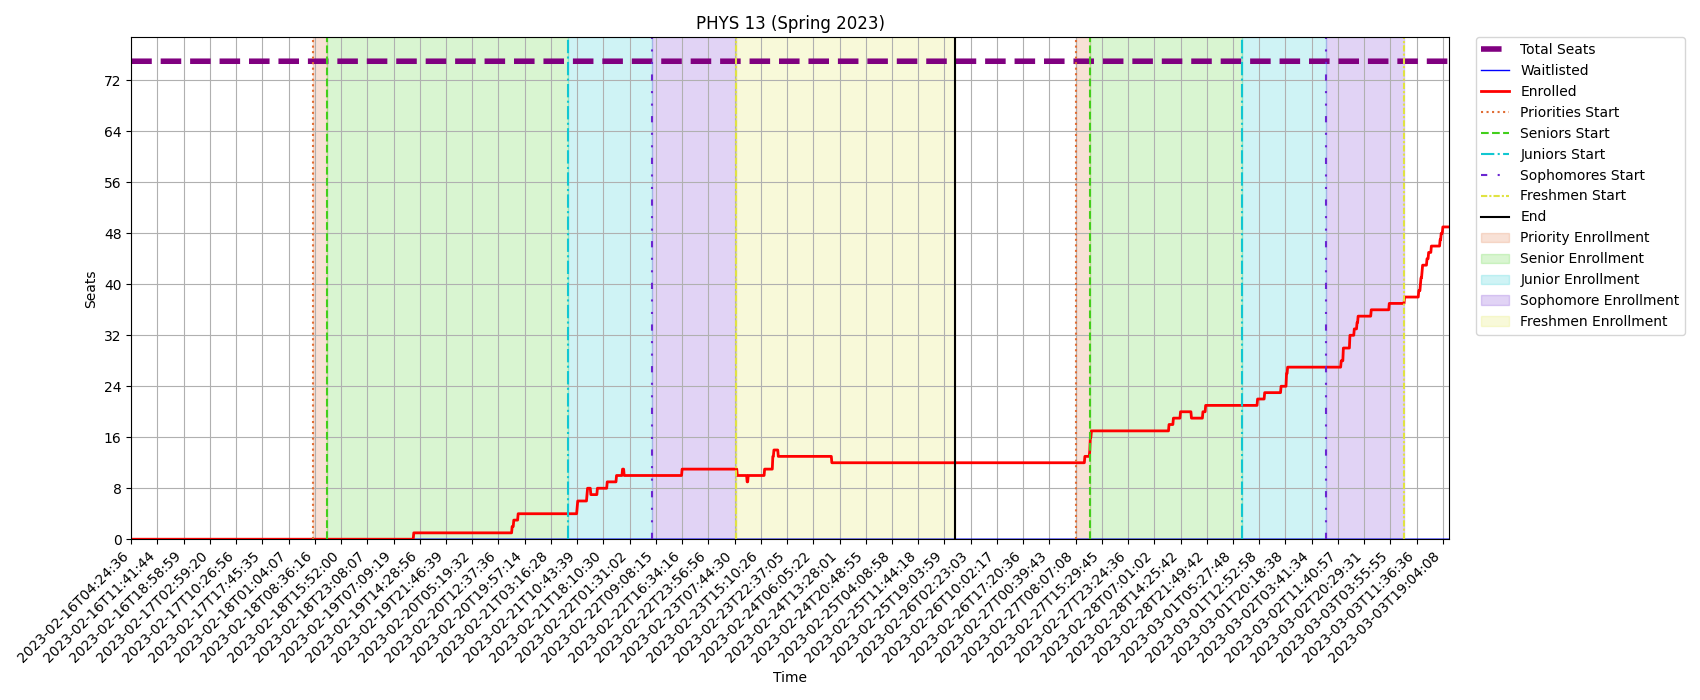 PHYS 13 (Spring 2023)
Total Seats
Waitlisted
Enrolled
Priorities Start
Seniors Start
Juniors Start
Sophomores Start
Freshmen Start
End
Priority Enrollment
Senior Enrollment
Junior Enrollment
Sophomore Enrollment
Freshmen Enrollment
Seats
72
64
56
48
40
32
24
16
8
0
2023-02-16T04:24:36
2023-02-16T11:41:44
2023-02-16T18:58:59
2023-02-17T02:59:20
2023-02-17T10:26:56
2023-02-17T17:45:35
2023-02-18T01:04:07
2023-02-18T08:36:16
2023-02-18T15:52:00
2023-02-18T23:08:07
2023-02-19T07:09:19
2023-02-19T14:28:56
2023-02-19T21:46:39
2023-02-20T05:19:32
2023-02-20T12:37:36
2023-02-20T19:57:14
2023-02-21T03:16:28
2023-02-21T10:43:39
2023-02-21T18:10:30
2023-02-22T01:31:02
2023-02-22T09:08:15
2023-02-22T16:34:16
2023-02-22T23:56:56
2023-02-23T07:44:30
2023-02-23T15:10:26
2023-02-23T22:37:05
2023-02-24T06:05:22
2023-02-24T13:28:01
2023-02-24T20:48:55
2023-02-25T04:08:58
2023-02-25T11:44:18
2023-02-25T19:03:59
2023-02-26T02:23:03
2023-02-26T10:02:17
2023-02-26T17:20:36
2023-02-27T00:39:43
2023-02-27T08:07:08
2023-02-27T15:29:45
2023-02-27T23:24:36
2023-02-28T07:01:02
2023-02-28T14:25:42
2023-02-28T21:49:42
2023-03-01T05:27:48
2023-03-01T12:52:58
2023-03-01T20:18:38
2023-03-02T03:41:34
2023-03-02T11:40:57
2023-03-02T20:29:31
2023-03-03T03:55:55
2023-03-03T11:36:36
2023-03-03T19:04:08
Time